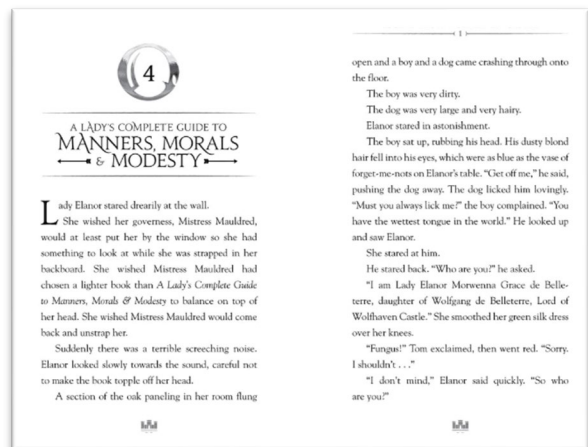 4
A LADY'S COMPLETE GUIDE TO
MANNERS, MORALS
& MODESTY
Lady Elanor stared drearily at the wall.
She wished her governess, Mistress Mauldred,
would at least put her by the window so she had
something to look at while she was strapped in her
backboard. She wished Mistress Mauldred had
chosen a lighter book than A Lady's Complete Guide
to Manners, Morals & Modesty to balance on top of
her head. She wished Mistress Mauldred would come
back and unstrap her.
Suddenly there was a terrible screeching noise.
Elanor looked slowly towards the sound, careful not
to make the book topple off her head.
A section of the oak paneling in her room flung
open and a boy and a dog came crashing through onto
the floor.
The boy was very dirty.
The dog was very large and very hairy.
Elanor stared in astonishment.
The boy sat up, rubbing his head. His dusty blond
hair fell into his eyes, which were as blue as the vase of
forget-me-nots on Elanor's table. "Get off me," he said,
pushing the dog away. The dog licked him lovingly.
"Must you always lick me?" the boy complained. "You
have the wettest tongue in the world." He looked up
and saw Elanor.
She stared at him.
He stared back. "Who are you?" he asked.
"I am Lady Elanor Morwenna Grace de Belle-
terre, daughter of Wolfgang de Belleterre, Lord of
Wolfhaven Castle." She smoothed her green silk dress
over her knees.
"Fungus!" Tom exclaimed, then went red. "Sorry.
I shouldn't . . ."
"I don't mind," Elanor said quickly. "So who
are you?"